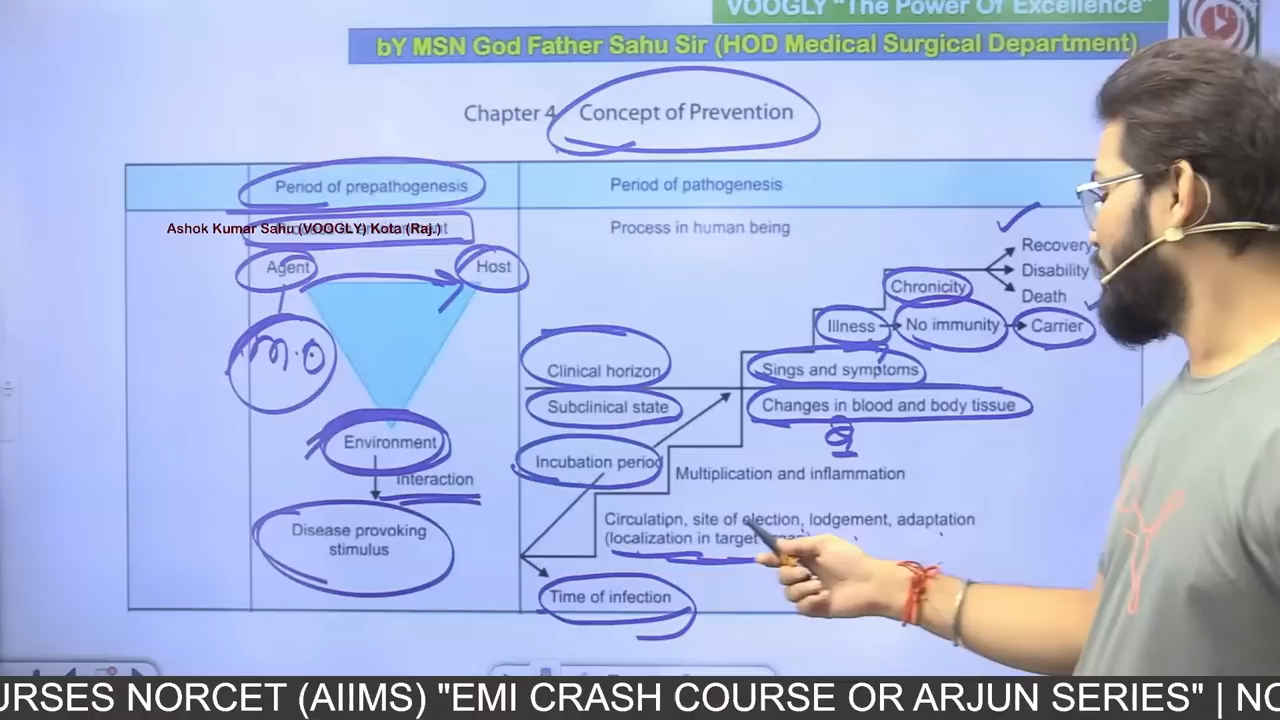 VOOGLY "The Power Of Excellence"
bY MSN God Father Sahu Sir (HOD Medical Surgical Department)
Chapter 4 Concept of Prevention
Period of prepathogenesis
Period of pathogenesis
Ashok Kumar Sahu (VOOGLY) Kota (Raj.)
Process in human being
Agent
Host
M.O
Environment
Interaction
Disease provoking
stimulus
Recovery
Disability
Death
Chronicity
Illness
No immunity
Carrier
Clinical horizon
Sings and symptoms
Subclinical state
Changes in blood and body tissue
Incubation period
Multiplication and inflammation
Circulation, site of election, lodgement, adaptation
(localization in target
Time of infection
URSES NORCET (AIIMS) "EMI CRASH COURSE OR ARJUN SERIES" | NO